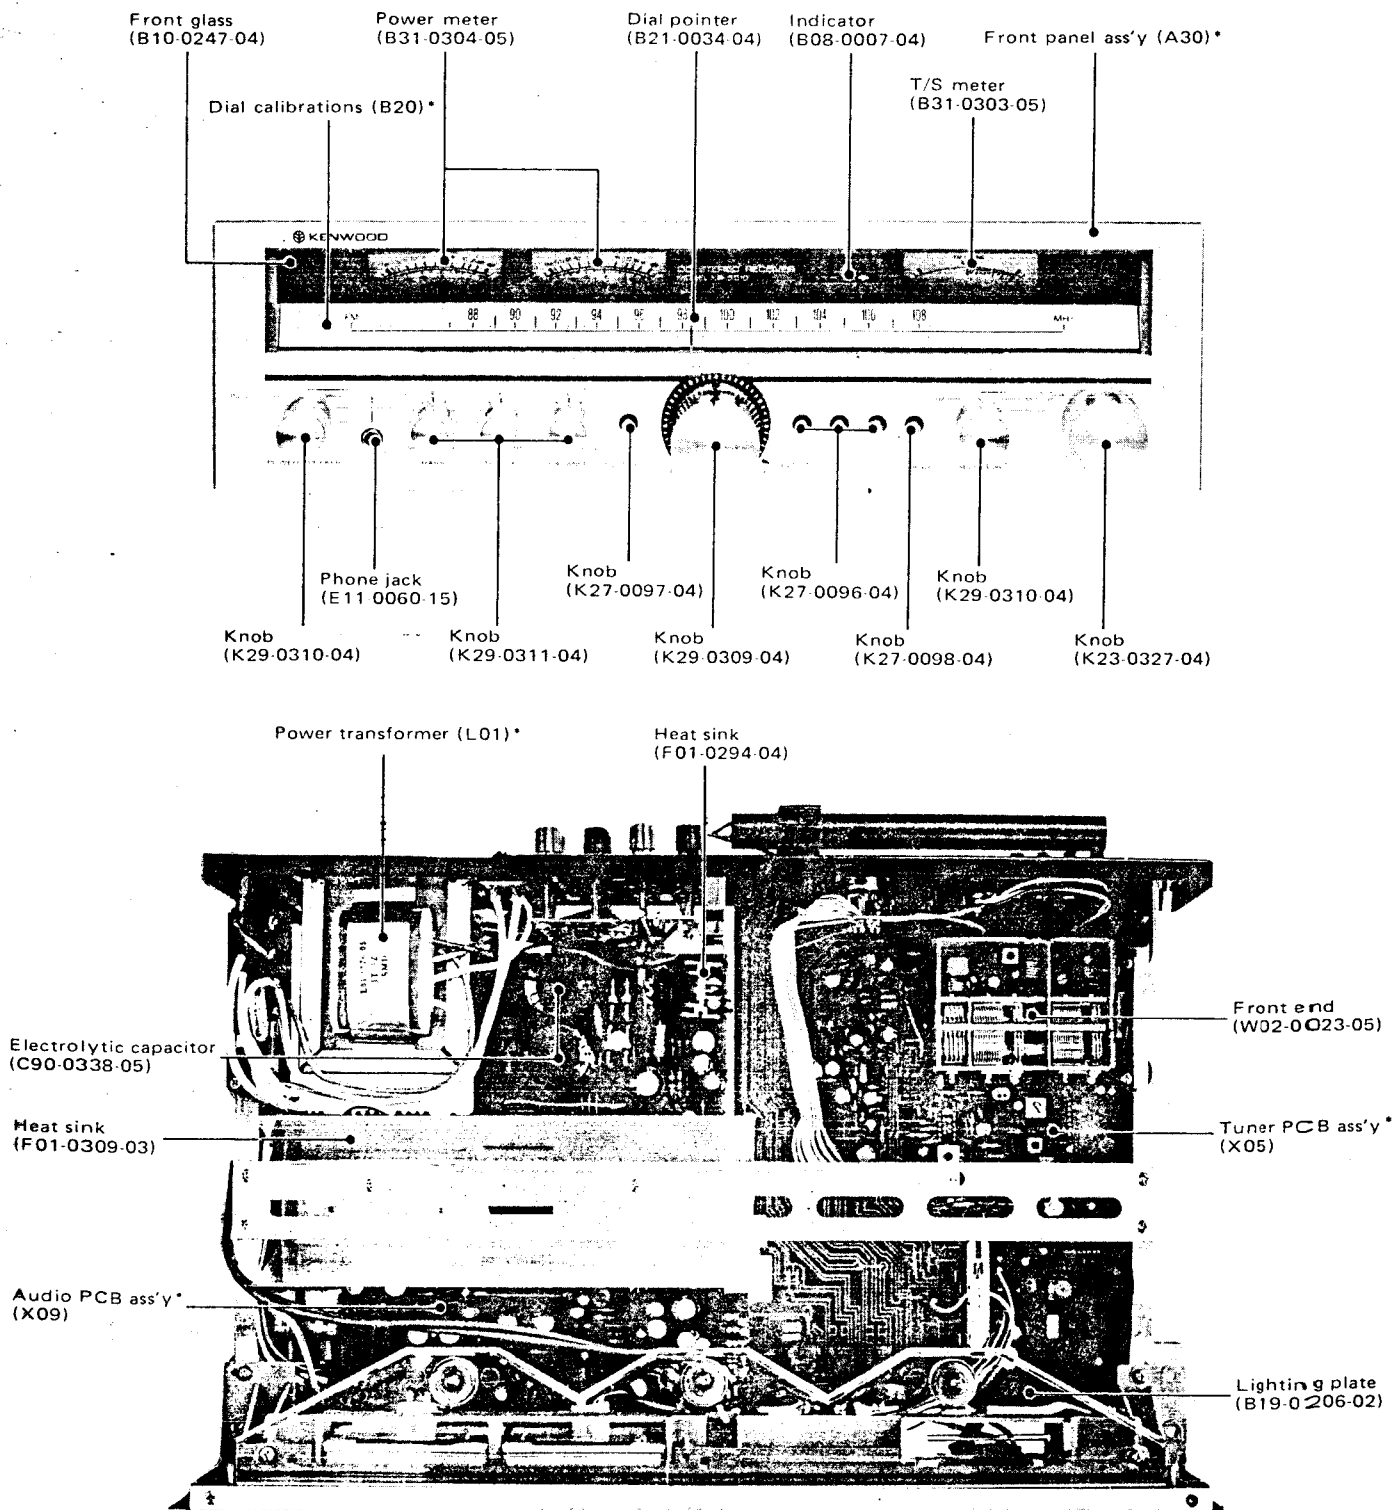 Front glass
(B10-0247-04)
Power meter
(B31-0304-05)
Dial pointer
(B21-0034-04)
Indicator
(B08-0007-04)
Front panel ass'y (A30)*
T/S meter
(B31-0303-05)
Dial calibrations (B20)*
KENWOOD
FM 88 90 92 94 96 98 100 102 104 106 108 MHz
Phone jack
(E11-0060-15)
Knob
(K27-0097-04)
Knob
(K27-0096-04)
Knob
(K29-0310-04)
Knob
(K29-0310-04)
Knob
(K29-0311-04)
Knob
(K29-0309-04)
Knob
(K27-0098-04)
Knob
(K23-0327-04)
Power transformer (L01)*
Heat sink
(F01-0294-04)
Front end
(W02-0023-05)
Electrolytic capacitor
(C90-0338-05)
Heat sink
(F01-0309-03)
Tuner PCB ass'y*
(X05)
Audio PCB ass'y*
(X09)
Lighting plate
(B19-0206-02)